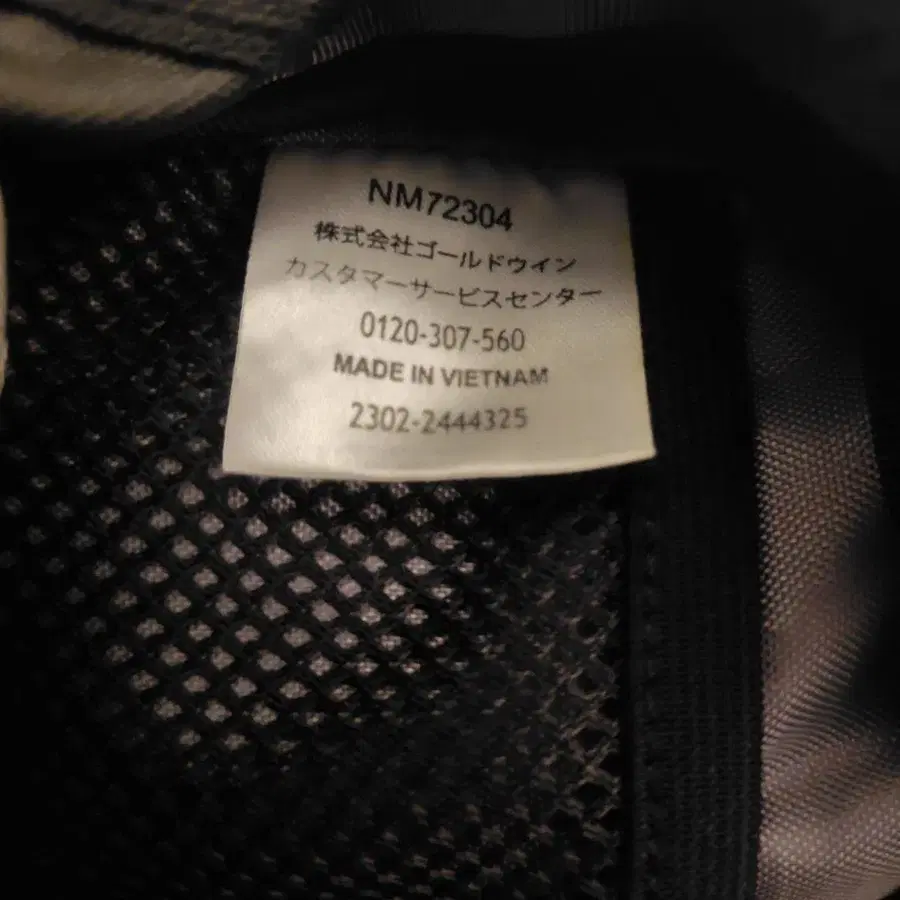 NM72304
株式会社ゴールドウイン
カスタマーサービスセンター
0120-307-560
MADE IN VIETNAM
2302-2444325